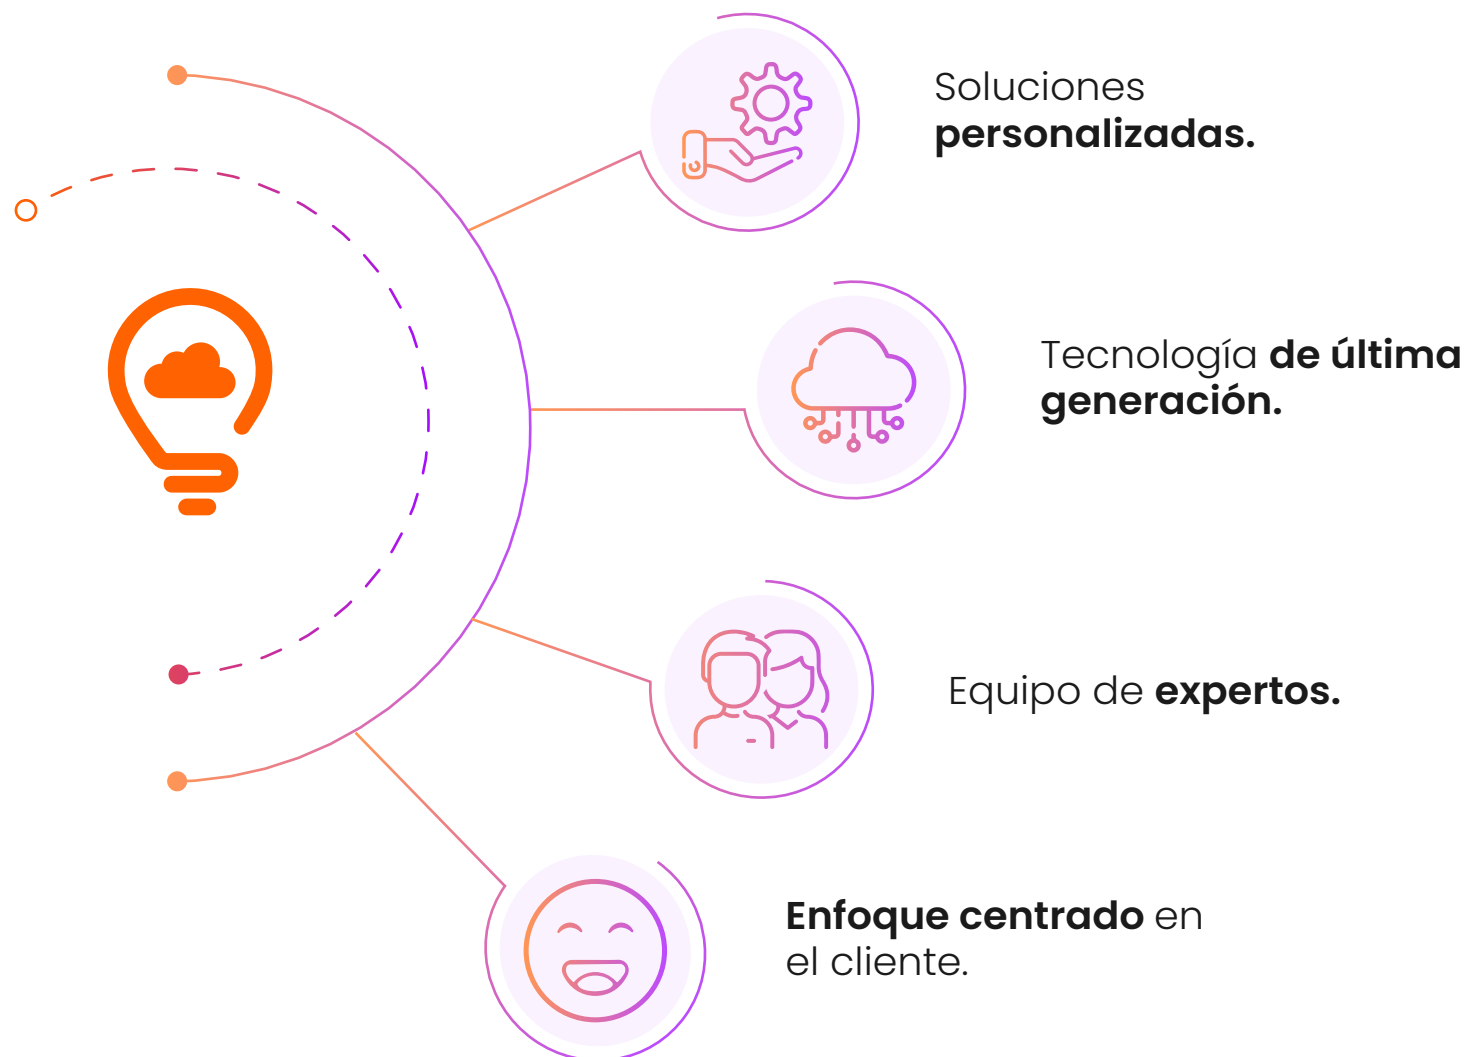 Soluciones
personalizadas.
Tecnología de última
generación.
Equipo de expertos.
Enfoque centrado en
el cliente.